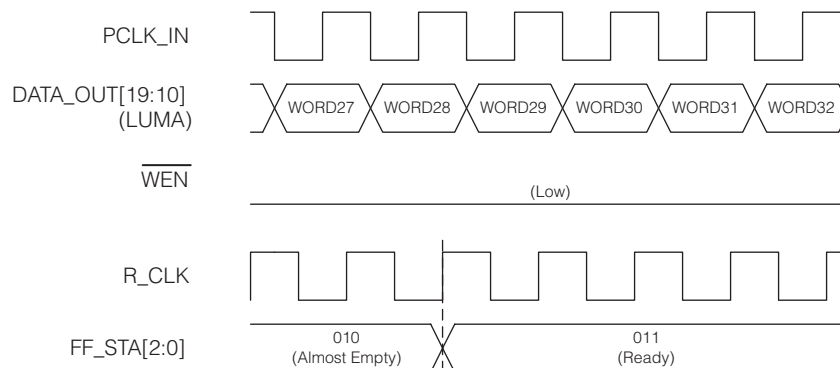 PCLK_IN
DATA_OUT[19:10]
(LUMA)
WORD27 WORD28 WORD29 WORD30 WORD31 WORD32
WEN
(Low)
R_CLK
FF_STA[2:0]
010
(Almost Empty)
011
(Ready)